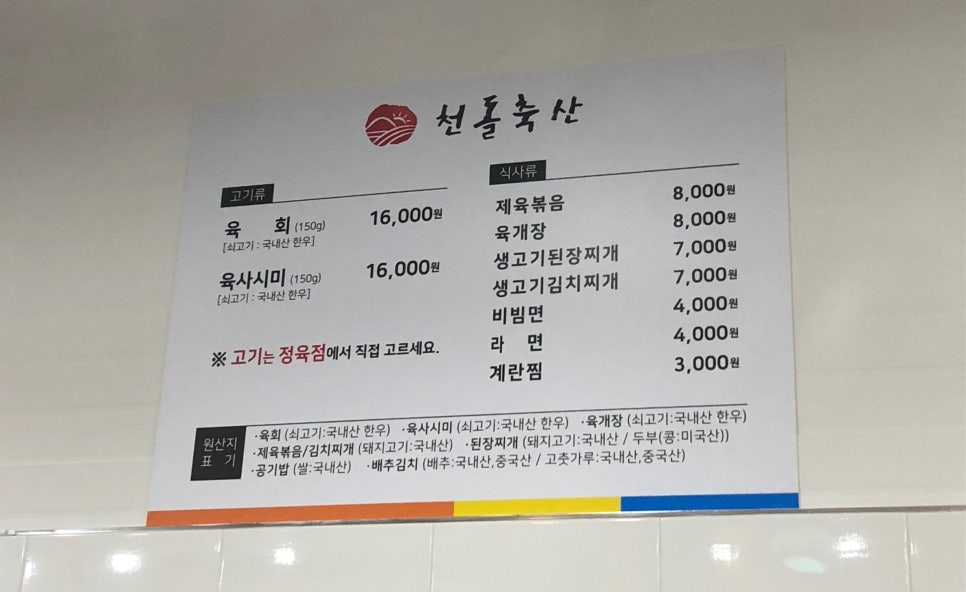 천돌축산
고기류
육 회 (150g) 16,000원
[쇠고기 : 국내산 한우]
육사시미 (150g) 16,000원
[쇠고기 : 국내산 한우]
※ 고기는 정육점에서 직접 고르세요.
식사류
제육볶음 8,000원
육개장 8,000원
생고기된장찌개 7,000원
생고기김치찌개 7,000원
비빔면 4,000원
라 면 4,000원
계란찜 3,000원
원산지
표 기
·육회 (쇠고기:국내산 한우) ·육사시미 (쇠고기:국내산 한우) ·육개장 (쇠고기:국내산 한우)
·제육볶음/김치찌개 (돼지고기:국내산) ·된장찌개 (돼지고기:국내산 / 두부(콩:미국산))
·공기밥 (쌀:국내산) ·배추김치 (배추:국내산,중국산 / 고춧가루:국내산,중국산)